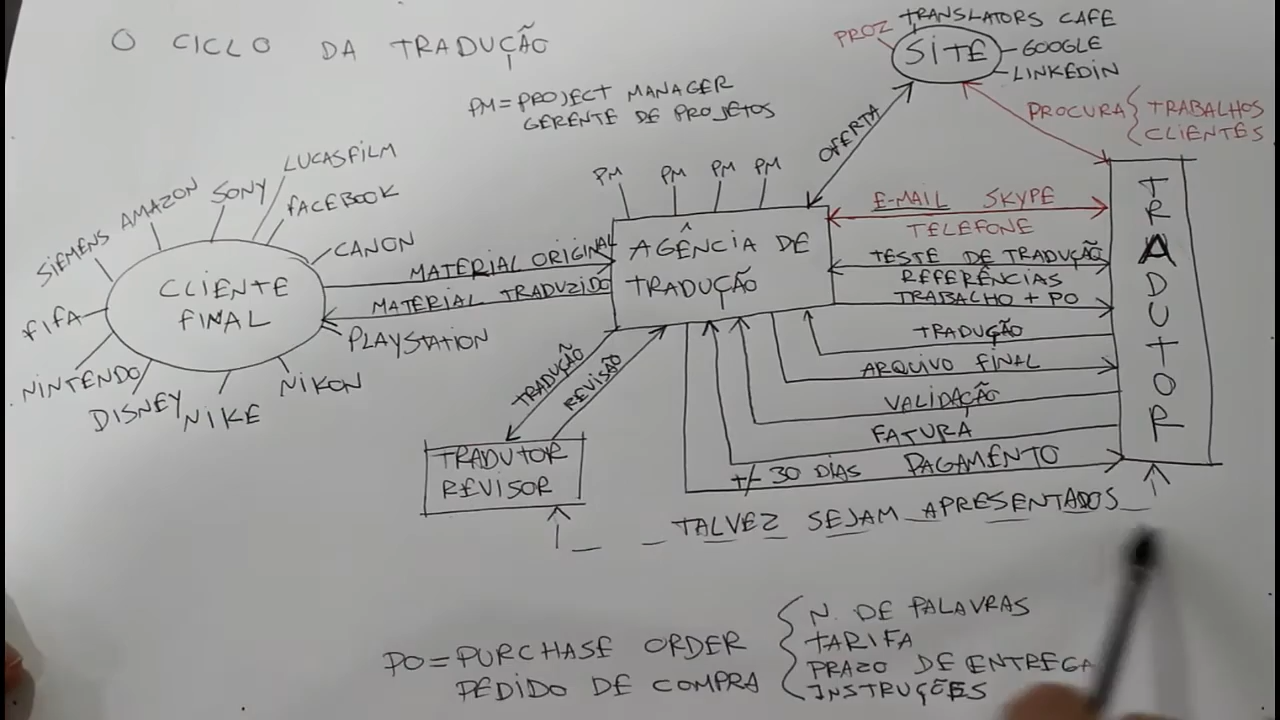 O CICLO DA TRADUÇÃO
PM = PROJECT MANAGER
GERENTE DE PROJETOS
PROZ
TRANSLATORS CAFE
SITE
GOOGLE
LINKEDIN
OFERTA
PROCURA
TRABALHOS
CLIENTES
LUCASFILM
SONY
FACEBOOK
AMAZON
SIEMENS
CANON
FIFA
CLIENTE
FINAL
PLAYSTATION
NINTENDO
DISNEY
NIKE
NIKON
MATERIAL ORIGINAL
MATERIAL TRADUZIDO
PM
PM
PM
PM
AGÊNCIA DE
TRADUÇÃO
E-MAIL SKYPE
TELEFONE
TESTE DE TRADUÇÃO
REFERÊNCIAS
TRABALHO + PO
TRADUÇÃO
ARQUIVO FINAL
VALIDAÇÃO
FATURA
+/- 30 DIAS PAGAMENTO
TRADUTOR
TRADUÇÃO
REVISÃO
TRADUTOR
REVISOR
TALVEZ SEJAM APRESENTADOS
PO = PURCHASE ORDER
PEDIDO DE COMPRA
N. DE PALAVRAS
TARIFA
PRAZO DE ENTREGA
INSTRUÇÕES